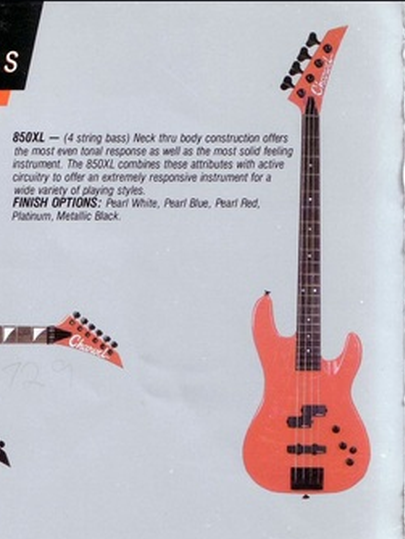 S
Charvel
850XL — (4 string bass) Neck thru body construction offers
the most even tonal response as well as the most solid feeling
instrument. The 850XL combines these attributes with active
circuitry to offer an extremely responsive instrument for a
wide variety of playing styles.
FINISH OPTIONS: Pearl White, Pearl Blue, Pearl Red,
Platinum, Metallic Black.
Charvel
729